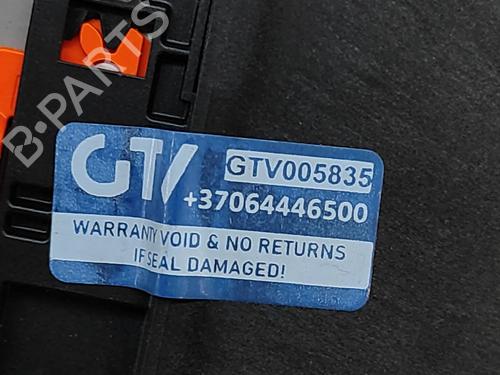 B-PARTS
GTV
GTV005835
+37064446500
WARRANTY VOID & NO RETURNS
IF SEAL DAMAGED!